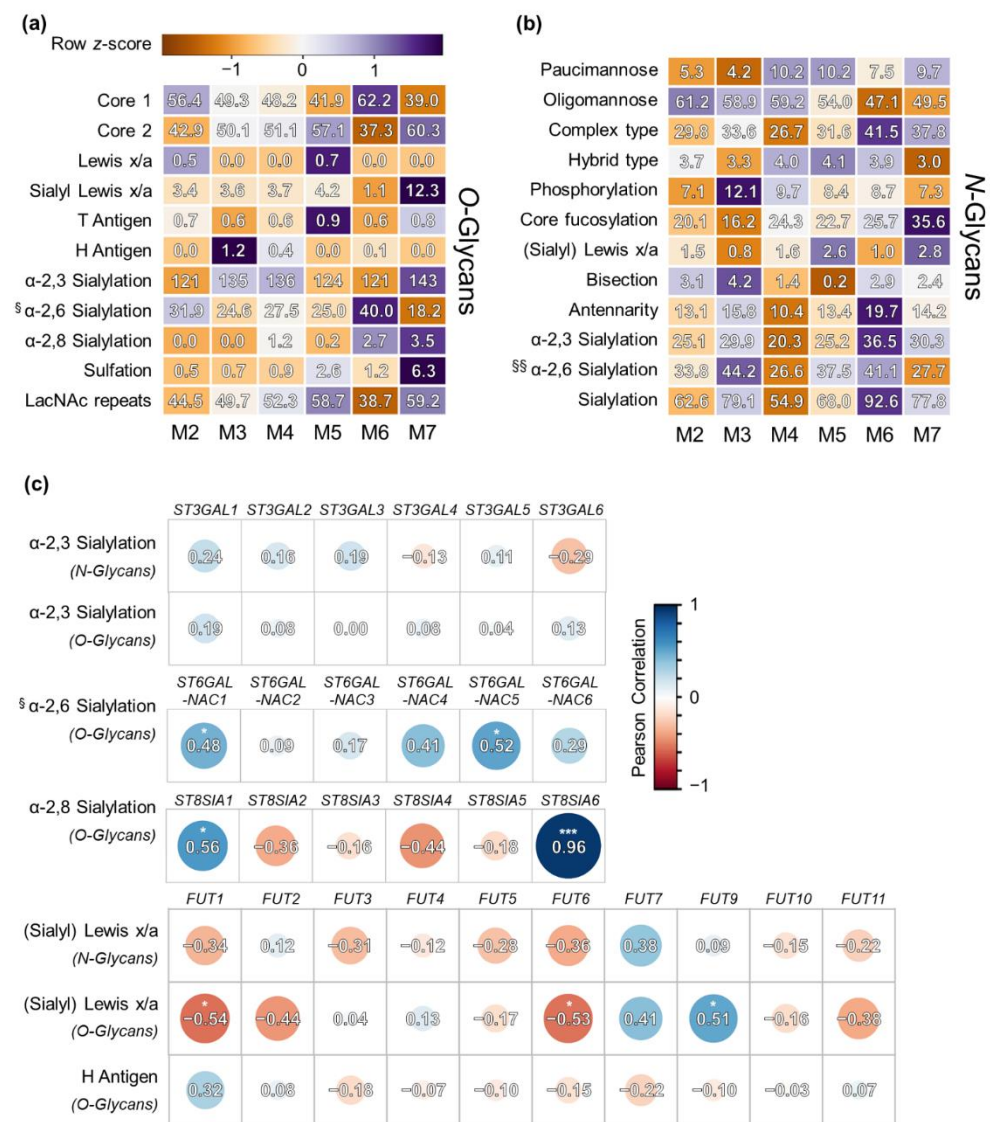 (a)
Row z-score
−1 0 1
Core 1 56.4 49.3 48.2 41.9 62.2 39.0
Core 2 42.9 50.1 51.1 57.1 37.3 60.3
Lewis x/a 0.5 0.0 0.0 0.7 0.0 0.0
Sialyl Lewis x/a 3.4 3.6 3.7 4.2 1.1 12.3
T Antigen 0.7 0.6 0.6 0.9 0.6 0.8
H Antigen 0.0 1.2 0.4 0.0 0.1 0.0
α-2,3 Sialylation 121 135 136 124 121 143
§ α-2,6 Sialylation 31.9 24.6 27.5 25.0 40.0 18.2
α-2,8 Sialylation 0.0 0.0 1.2 0.2 2.7 3.5
Sulfation 0.5 0.7 0.9 2.6 1.2 6.3
LacNAc repeats 44.5 49.7 52.3 58.7 38.7 59.2
M2 M3 M4 M5 M6 M7
O-Glycans
(b)
Paucimannose 5.3 4.2 10.2 10.2 7.5 9.7
Oligomannose 61.2 58.9 59.2 54.0 47.1 49.5
Complex type 29.8 33.6 26.7 31.6 41.5 37.8
Hybrid type 3.7 3.3 4.0 4.1 3.9 3.0
Phosphorylation 7.1 12.1 9.7 8.4 8.7 7.3
Core fucosylation 20.1 16.2 24.3 22.7 25.7 35.6
(Sialyl) Lewis x/a 1.5 0.8 1.6 2.6 1.0 2.8
Bisection 3.1 4.2 1.4 0.2 2.9 2.4
Antennarity 13.1 15.8 10.4 13.4 19.7 14.2
α-2,3 Sialylation 25.1 29.9 20.3 25.2 36.5 30.3
§§ α-2,6 Sialylation 33.8 44.2 26.6 37.5 41.1 27.7
Sialylation 62.6 79.1 54.9 68.0 92.6 77.8
M2 M3 M4 M5 M6 M7
N-Glycans
(c)
ST3GAL1 ST3GAL2 ST3GAL3 ST3GAL4 ST3GAL5 ST3GAL6
α-2,3 Sialylation
(N-Glycans)
0.24 0.16 0.19 −0.13 0.11 −0.29
α-2,3 Sialylation
(O-Glycans)
0.19 0.08 0.00 0.08 0.04 0.13
ST6GAL ST6GAL ST6GAL ST6GAL ST6GAL ST6GAL
-NAC1 -NAC2 -NAC3 -NAC4 -NAC5 -NAC6
§ α-2,6 Sialylation
(O-Glycans)
* *
0.48 0.09 0.17 0.41 0.52 0.29
ST8SIA1 ST8SIA2 ST8SIA3 ST8SIA4 ST8SIA5 ST8SIA6
α-2,8 Sialylation
(O-Glycans)
* ***
0.56 −0.36 −0.16 −0.44 −0.18 0.96
1
0
−1
Pearson Correlation
FUT1 FUT2 FUT3 FUT4 FUT5 FUT6 FUT7 FUT9 FUT10 FUT11
(Sialyl) Lewis x/a
(N-Glycans)
−0.34 0.12 −0.31 −0.12 −0.28 −0.36 0.38 0.09 −0.15 −0.22
(Sialyl) Lewis x/a
(O-Glycans)
* * *
−0.54 −0.44 0.04 0.13 −0.17 −0.53 0.41 0.51 −0.16 −0.38
H Antigen
(O-Glycans)
0.32 0.08 −0.18 −0.07 −0.10 −0.15 −0.22 −0.10 −0.03 0.07